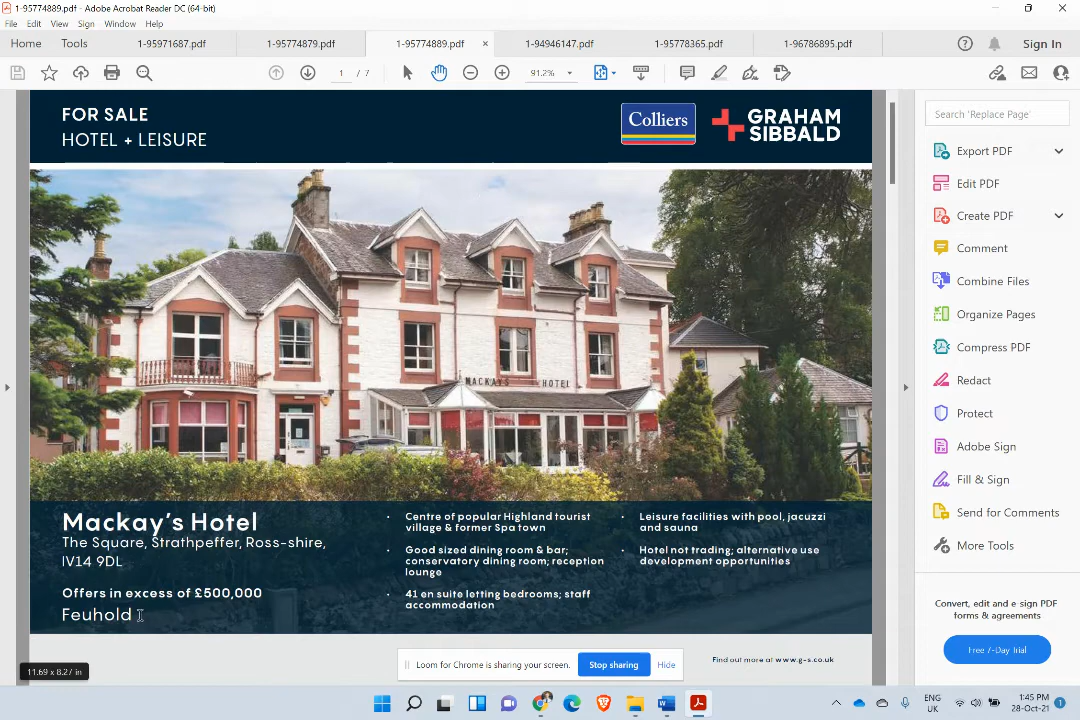 1-95774889.pdf - Adobe Acrobat Reader DC (64-bit)
File Edit View Sign Window Help
Home Tools 1-95971687.pdf 1-95774879.pdf 1-95774889.pdf × 1-94946147.pdf 1-95778365.pdf 1-96786895.pdf Sign In
1 / 7 91.2%
FOR SALE
HOTEL + LEISURE
Colliers
GRAHAM
SIBBALD
MACKAYS HOTEL
Mackay's Hotel
The Square, Strathpeffer, Ross-shire,
IV14 9DL
Offers in excess of £500,000
Feuhold
· Centre of popular Highland tourist
village & former Spa town
· Good sized dining room & bar;
conservatory dining room; reception
lounge
· 41 en suite letting bedrooms; staff
accommodation
· Leisure facilities with pool, jacuzzi
and sauna
· Hotel not trading; alternative use
development opportunities
11.69 x 8.27 in
Loom for Chrome is sharing your screen. Stop sharing Hide
Find out more at www.g-s.co.uk
Search 'Replace Page'
Export PDF
Edit PDF
Create PDF
Comment
Combine Files
Organize Pages
Compress PDF
Redact
Protect
Adobe Sign
Fill & Sign
Send for Comments
More Tools
Convert, edit and e-sign PDF
forms & agreements
Free 7-Day Trial
ENG
UK
1:45 PM
28-Oct-21
1